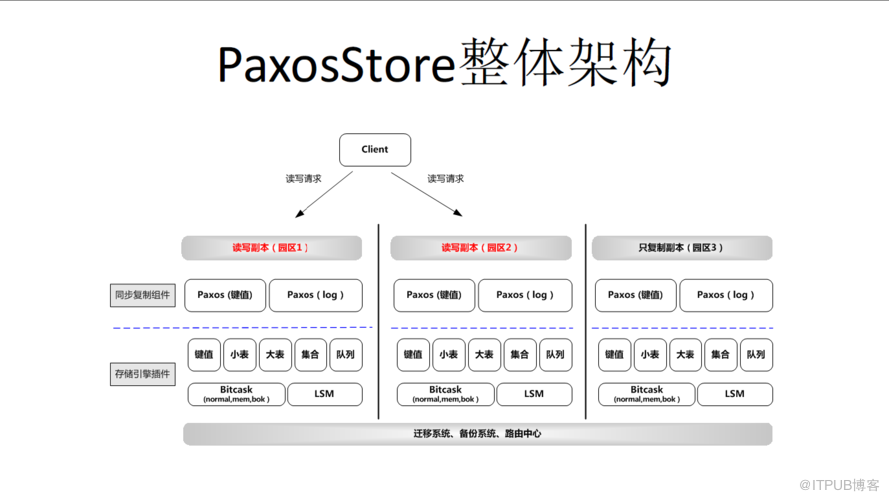 PaxosStore整体架构
Client
读写请求
读写请求
读写副本（园区1）
读写副本（园区2）
只复制副本（园区3）
同步复制组件
Paxos (键值)
Paxos（log）
Paxos (键值)
Paxos（log）
Paxos (键值)
Paxos（log）
存储引擎插件
键值
小表
大表
集合
队列
键值
小表
大表
集合
队列
键值
小表
大表
集合
队列
Bitcask
(normal,mem,bok)
LSM
Bitcask
(normal,mem,bok)
LSM
Bitcask
(normal,mem,bok)
LSM
迁移系统、备份系统、路由中心
@ITPUB博客